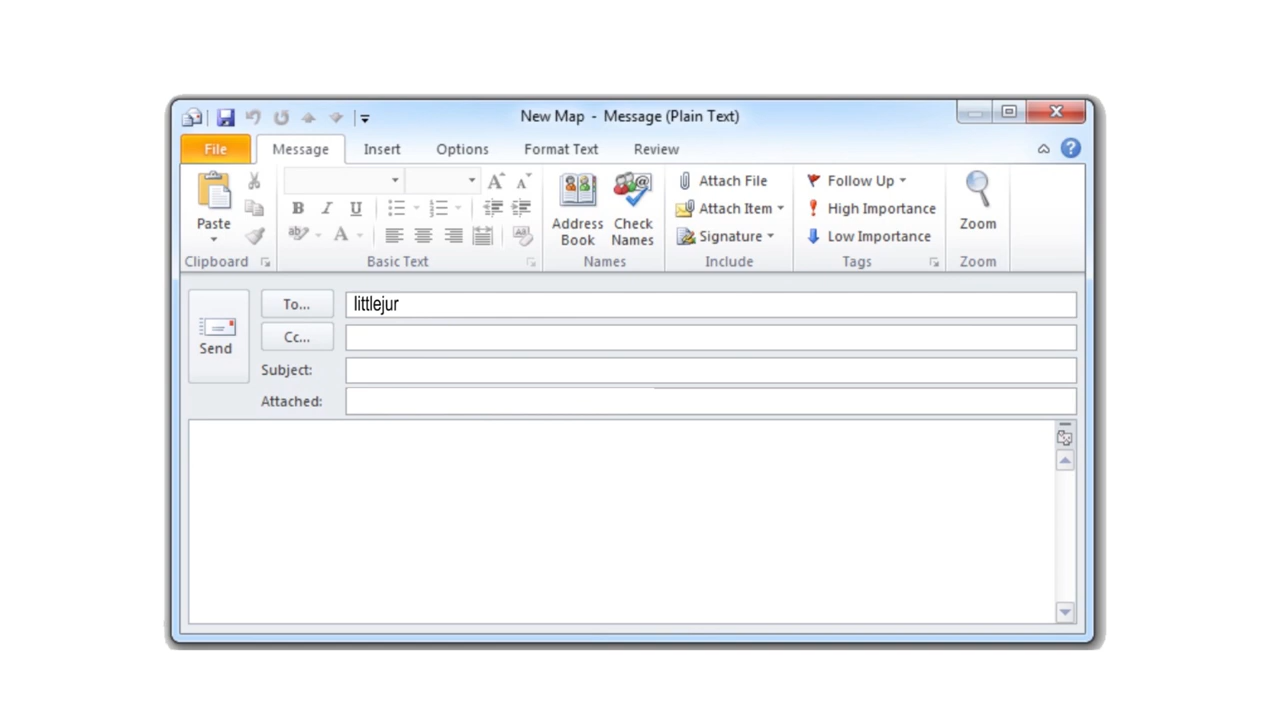 New Map - Message (Plain Text)
File Message Insert Options Format Text Review
Paste
Clipboard
B I U
A
Basic Text
Address Book
Check Names
Names
Attach File
Attach Item
Signature
Include
Follow Up
High Importance
Low Importance
Tags
Zoom
Zoom
Send
To... littlejur
Cc...
Subject:
Attached: